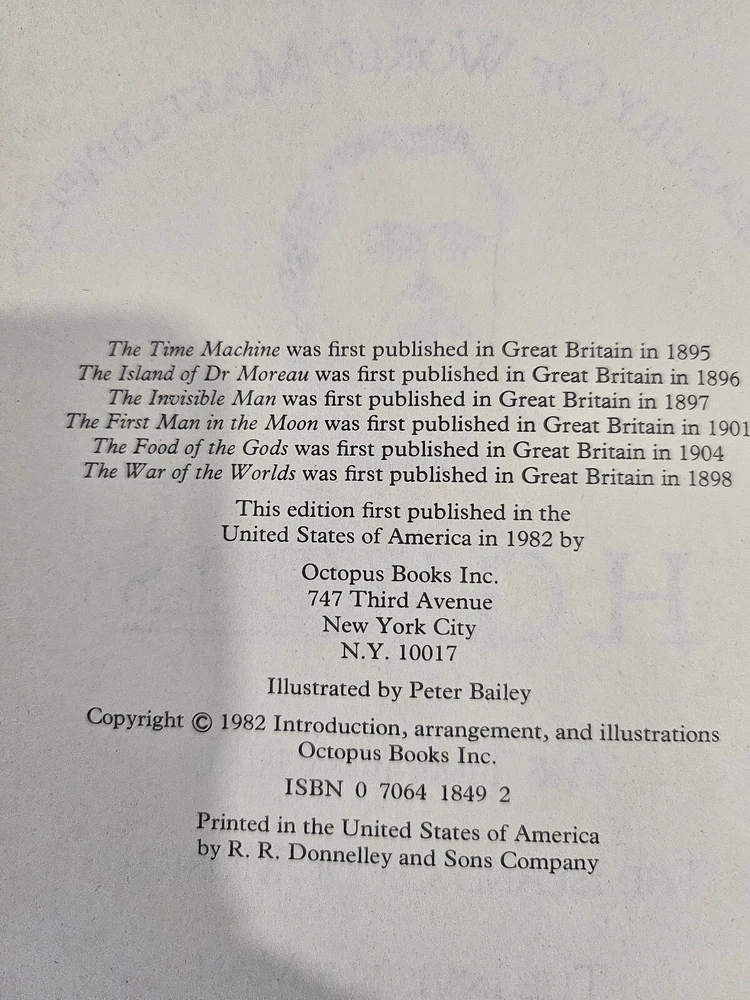 The Time Machine was first published in Great Britain in 1895
The Island of Dr Moreau was first published in Great Britain in 1896
The Invisible Man was first published in Great Britain in 1897
The First Man in the Moon was first published in Great Britain in 1901
The Food of the Gods was first published in Great Britain in 1904
The War of the Worlds was first published in Great Britain in 1898
This edition first published in the
United States of America in 1982 by
Octopus Books Inc.
747 Third Avenue
New York City
N.Y. 10017
Illustrated by Peter Bailey
Copyright © 1982 Introduction, arrangement, and illustrations
Octopus Books Inc.
ISBN 0 7064 1849 2
Printed in the United States of America
by R. R. Donnelley and Sons Company